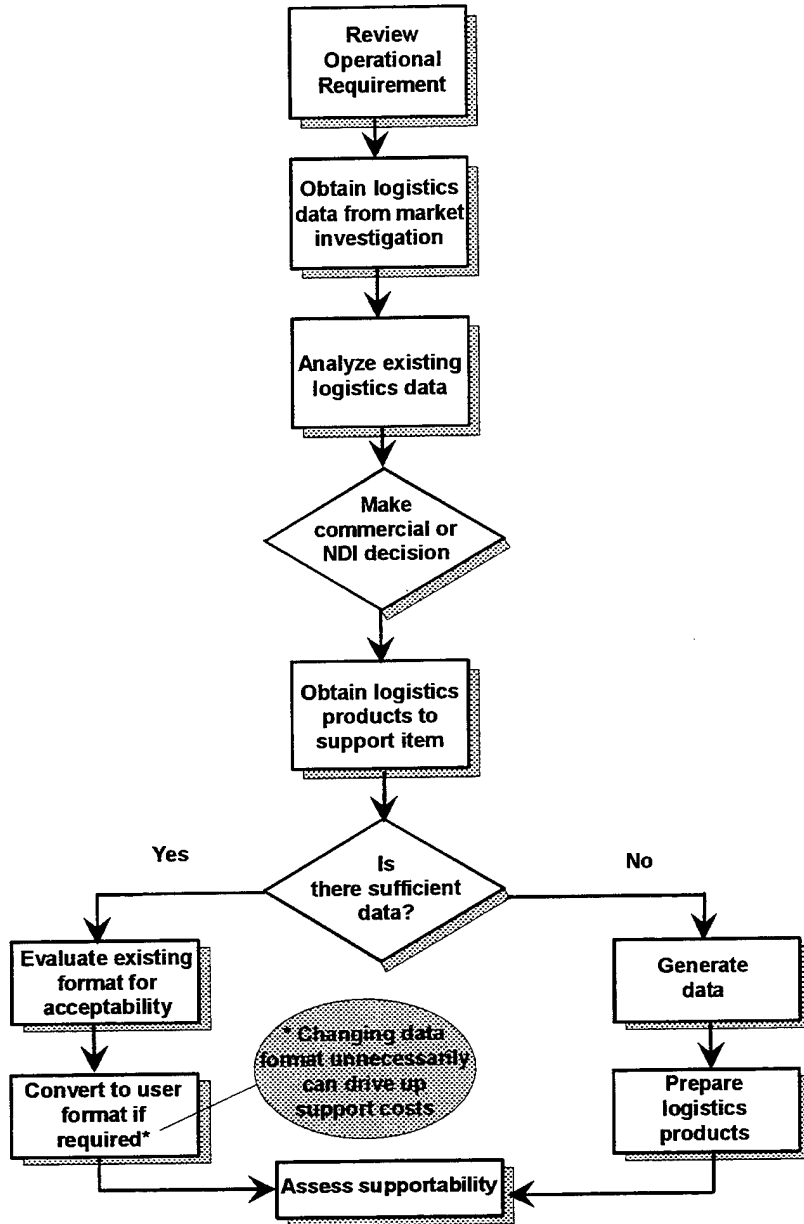 Review
Operational
Requirement
Obtain logistics
data from market
investigation
Analyze existing
logistics data
Make
commercial or
NDI decision
Obtain logistics
products to
support item
Yes
Is
there sufficient
data?
No
Evaluate existing
format for
acceptability
Generate
data
* Changing data
format unnecessarily
can drive up
support costs
Convert to user
format if
required*
Prepare
logistics
products
Assess supportability